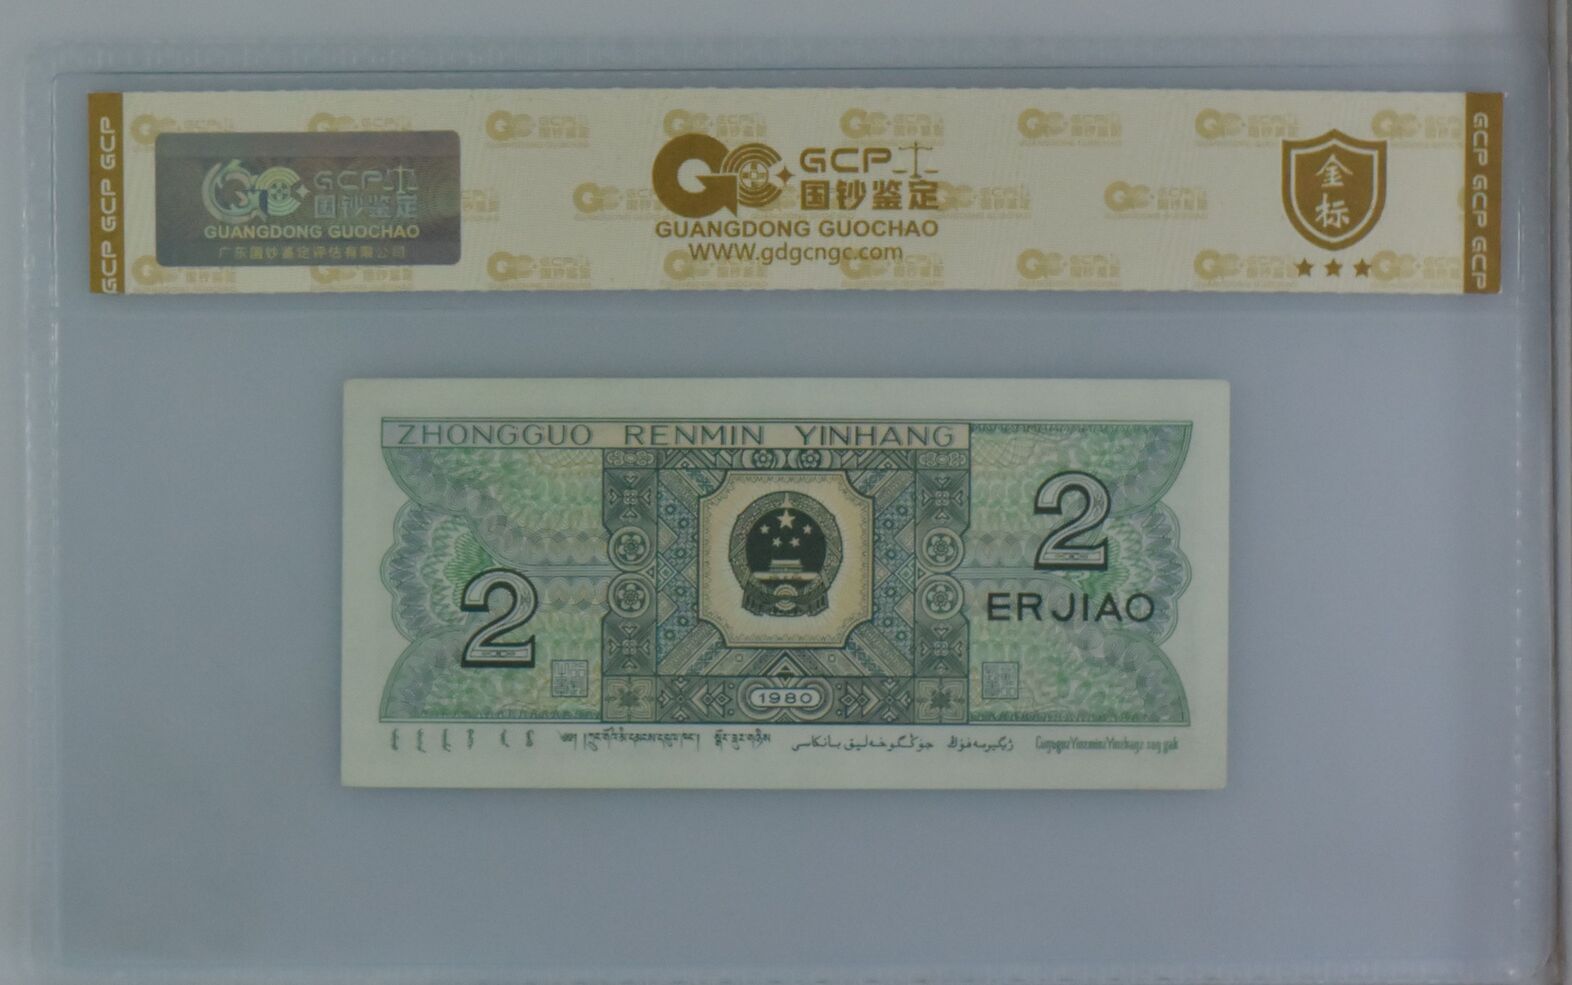 GCP GCP GCP
GCP 国钞鉴定
GUANGDONG GUOCHAO
广东国钞鉴定评估有限公司
GCP
国钞鉴定
GUANGDONG GUOCHAO
WWW.gdgcngc.com
金标
GCP GCP GCP
ZHONGGUO RENMIN YINHANG
2
2
ERJIAO
1980